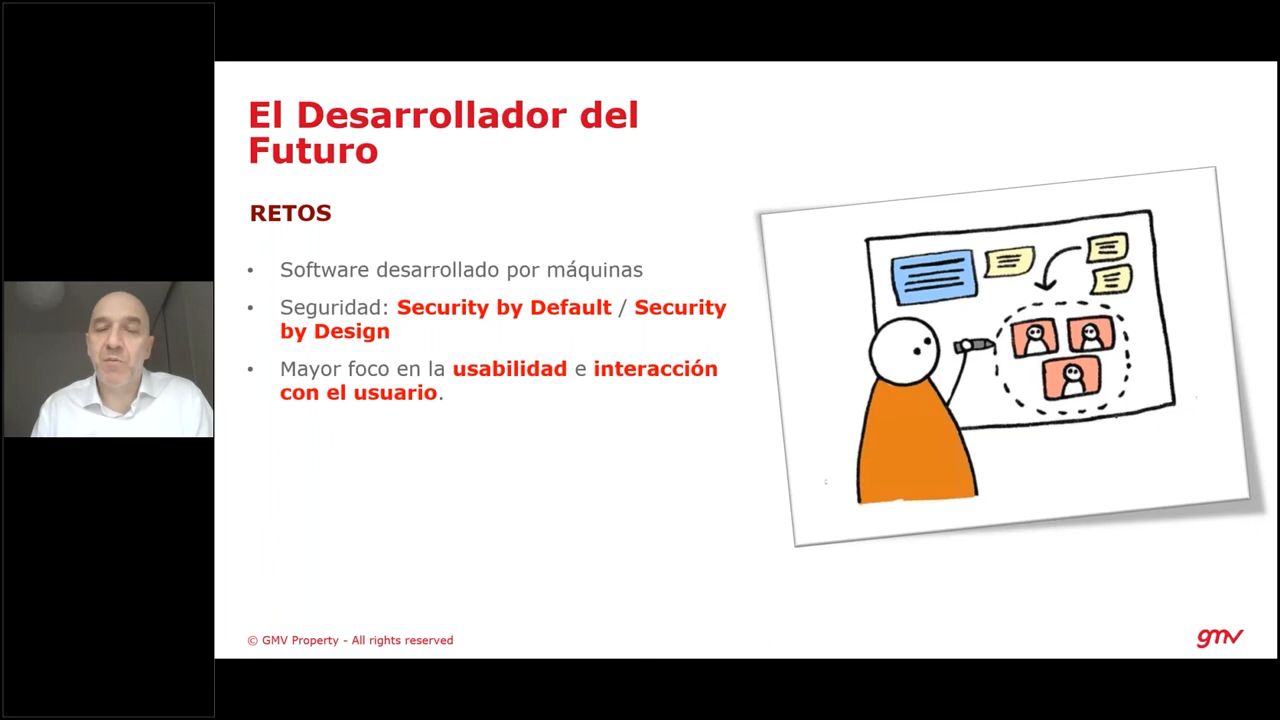 El Desarrollador del
Futuro
RETOS
• Software desarrollado por máquinas
• Seguridad: Security by Default / Security
by Design
• Mayor foco en la usabilidad e interacción
con el usuario.
© GMV Property - All rights reserved
gmv